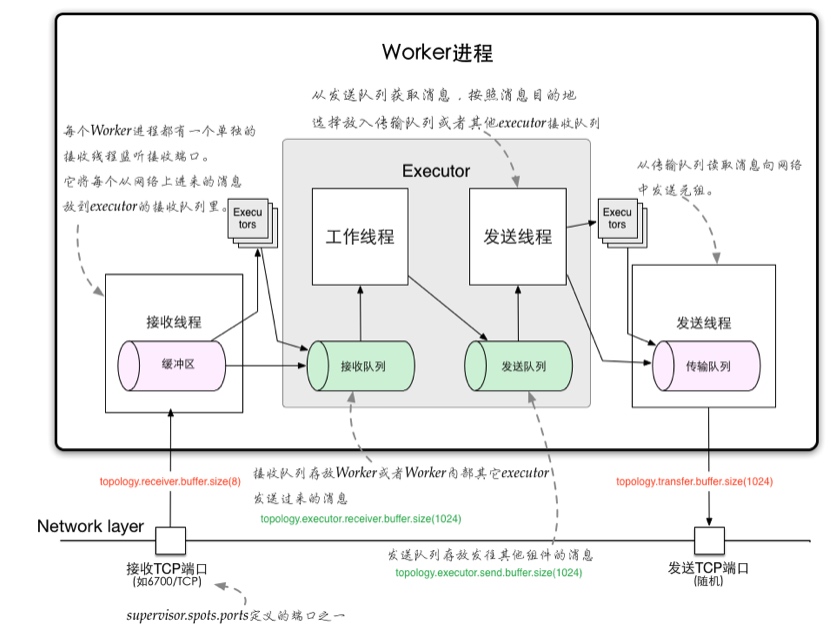 Worker进程
从发送队列获取消息，按照消息目的地
选择放入传输队列或者其他executor接收队列
每个Worker进程都有一个单独的
接收线程监听接收端口。
它将每个从网络上进来的消息
放到executor的接收队列里。
从传输队列读取消息向网络
中发送元组。
Executor
Execu
tors
工作线程
发送线程
Execu
tors
接收线程
缓冲区
接收队列
发送队列
发送线程
传输队列
topology.receiver.buffer.size(8)
接收队列存放Worker或者Worker内部其它executor
发送过来的消息
topology.executor.receiver.buffer.size(1024)
topology.transfer.buffer.size(1024)
Network layer
发送队列存放发往其他组件的消息
topology.executor.send.buffer.size(1024)
接收TCP端口
(如6700/TCP)
发送TCP端口
(随机)
supervisor.spots.ports定义的端口之一